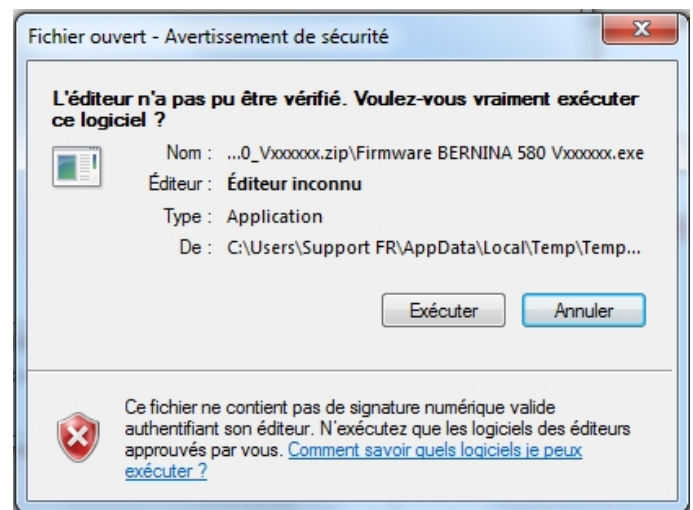 Fichier ouvert - Avertissement de sécurité
L'éditeur n'a pas pu être vérifié. Voulez-vous vraiment exécuter
ce logiciel ?
Nom : ...0_Vxxxxxx.zip\Firmware BERNINA 580 Vxxxxxx.exe
Éditeur : Éditeur inconnu
Type : Application
De : C:\Users\Support FR\AppData\Local\Temp\Temp...
Exécuter Annuler
Ce fichier ne contient pas de signature numérique valide
authentifiant son éditeur. N'exécutez que les logiciels des éditeurs
approuvés par vous. Comment savoir quels logiciels je peux
exécuter ?